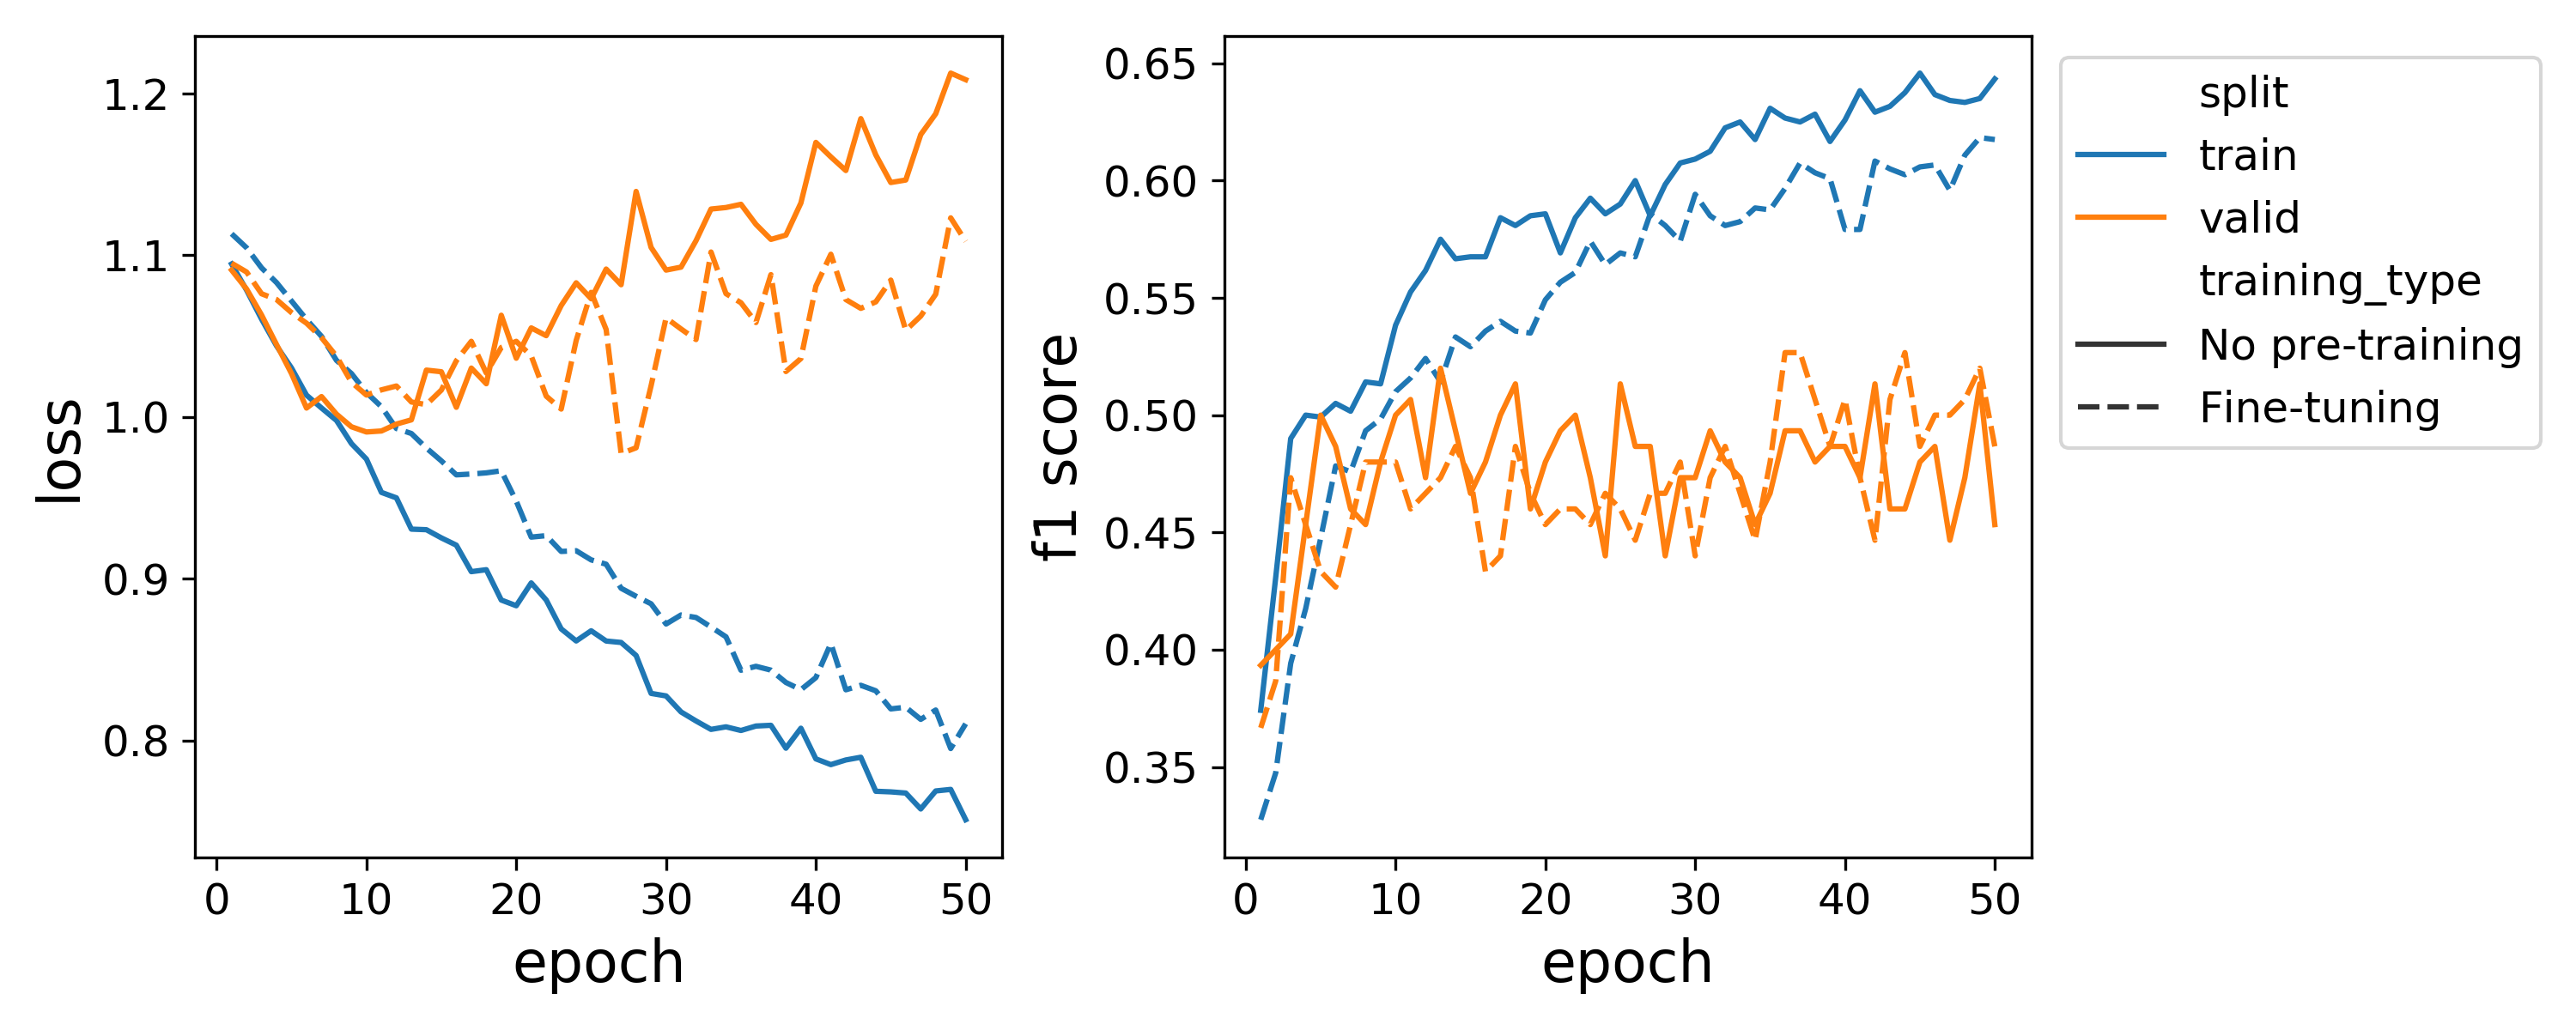 loss
1.2
1.1
1.0
0.9
0.8
0 10 20 30 40 50
epoch
f1 score
0.65
0.60
0.55
0.50
0.45
0.40
0.35
0 10 20 30 40 50
epoch
split
train
valid
training_type
No pre-training
Fine-tuning